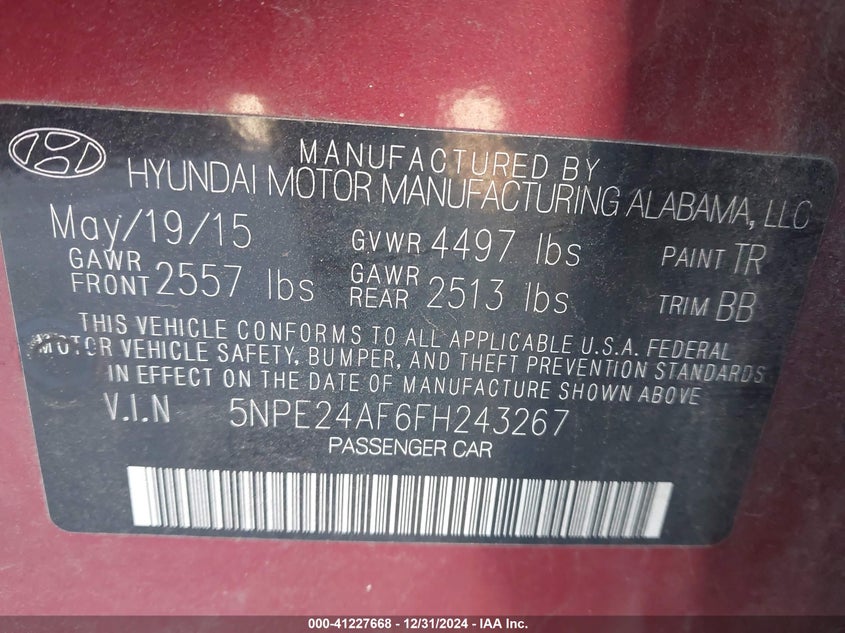 MANUFACTURED BY
HYUNDAI MOTOR MANUFACTURING ALABAMA, LLC
May/19/15 GVWR 4497 lbs PAINT TR
GAWR FRONT 2557 lbs GAWR REAR 2513 lbs TRIM BB
THIS VEHICLE CONFORMS TO ALL APPLICABLE U.S.A. FEDERAL
MOTOR VEHICLE SAFETY, BUMPER, AND THEFT PREVENTION STANDARDS
IN EFFECT ON THE DATE OF MANUFACTURE SHOWN ABOVE
V.I.N 5NPE24AF6FH243267
PASSENGER CAR
000-41227668 - 12/31/2024 - IAA Inc.